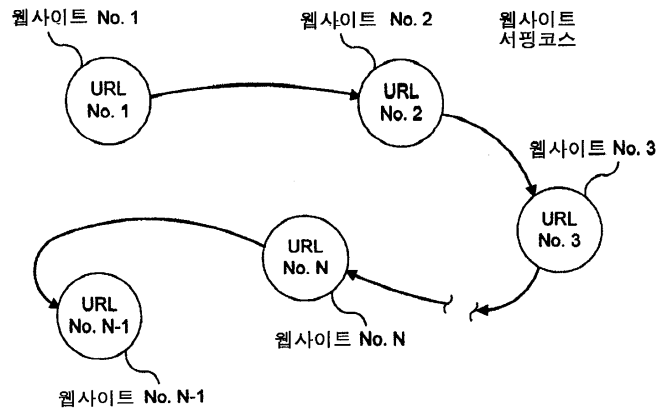 웹사이트 No. 1
웹사이트 No. 2
웹사이트
서핑코스
URL
No. 1
URL
No. 2
웹사이트 No. 3
URL
No. 3
URL
No. N
URL
No. N-1
웹사이트 No. N
웹사이트 No. N-1